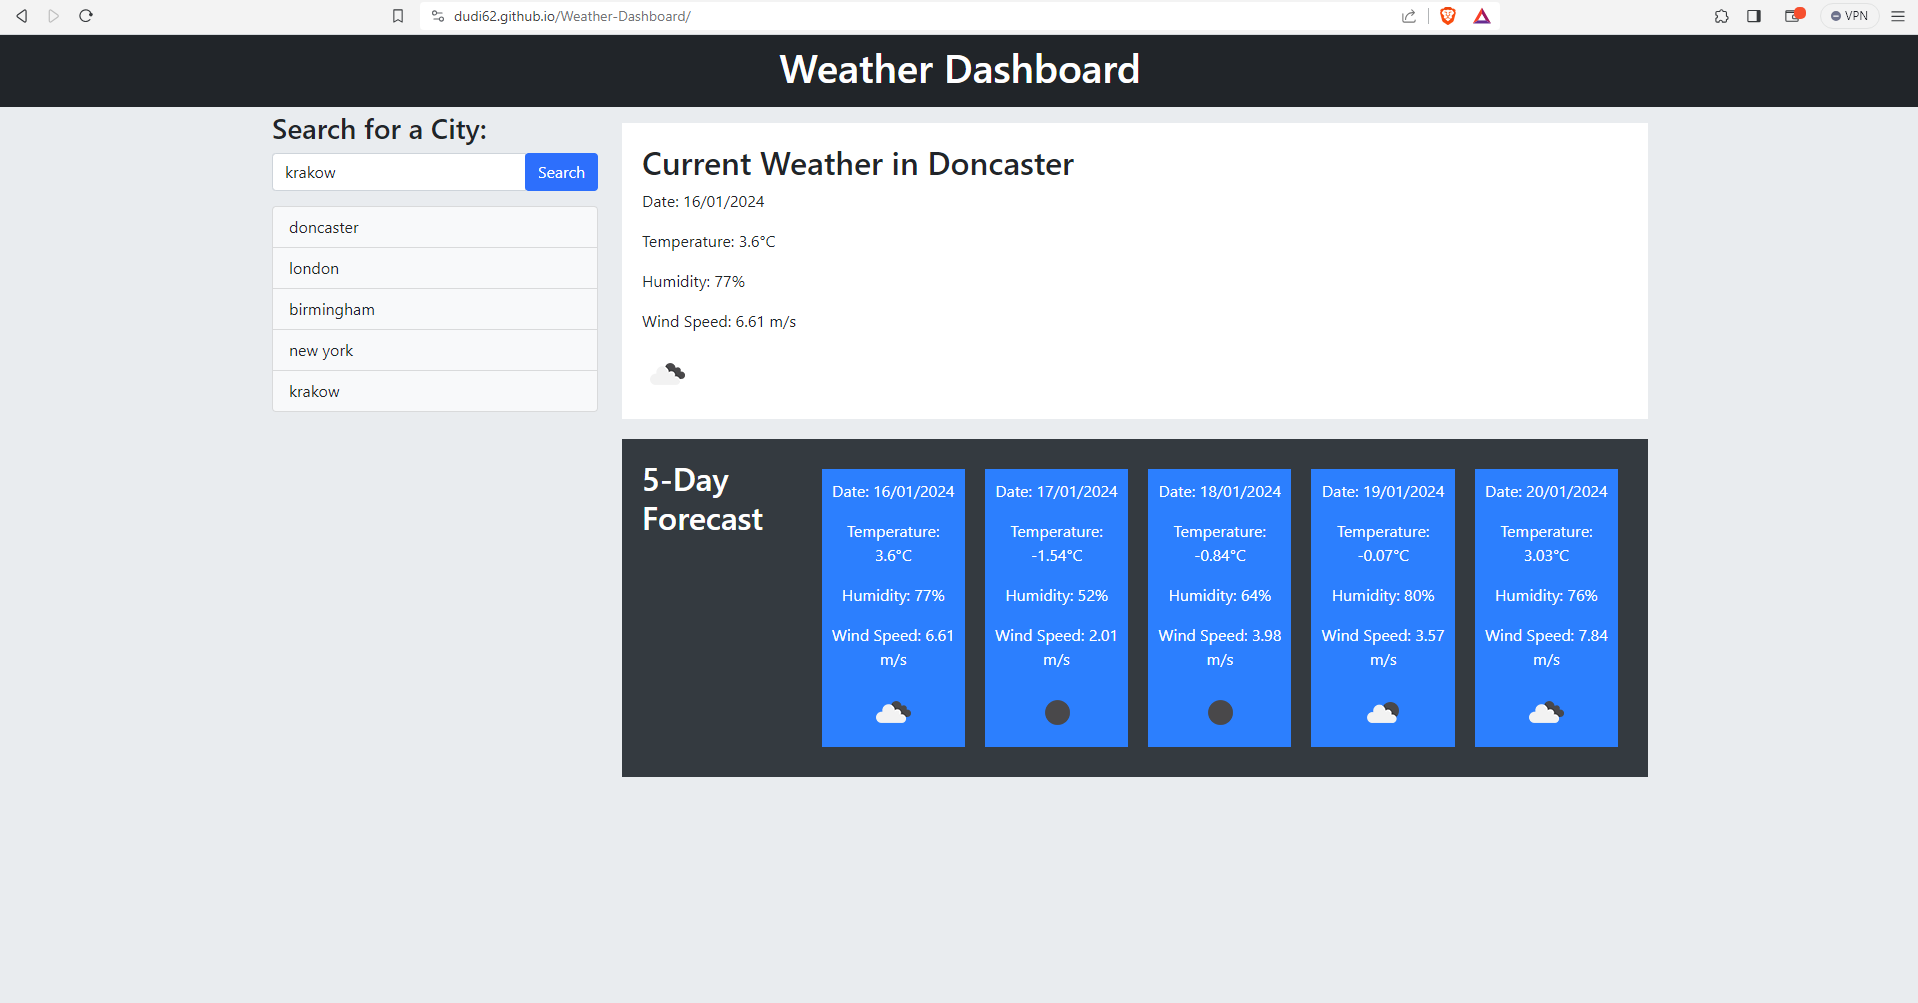 dudi62.github.io/Weather-Dashboard/
VPN
Weather Dashboard
Search for a City:
krakow
Search
doncaster
london
birmingham
new york
krakow
Current Weather in Doncaster
Date: 16/01/2024
Temperature: 3.6°C
Humidity: 77%
Wind Speed: 6.61 m/s
5-Day
Forecast
Date: 16/01/2024
Temperature:
3.6°C
Humidity: 77%
Wind Speed: 6.61
m/s
Date: 17/01/2024
Temperature:
-1.54°C
Humidity: 52%
Wind Speed: 2.01
m/s
Date: 18/01/2024
Temperature:
-0.84°C
Humidity: 64%
Wind Speed: 3.98
m/s
Date: 19/01/2024
Temperature:
-0.07°C
Humidity: 80%
Wind Speed: 3.57
m/s
Date: 20/01/2024
Temperature:
3.03°C
Humidity: 76%
Wind Speed: 7.84
m/s